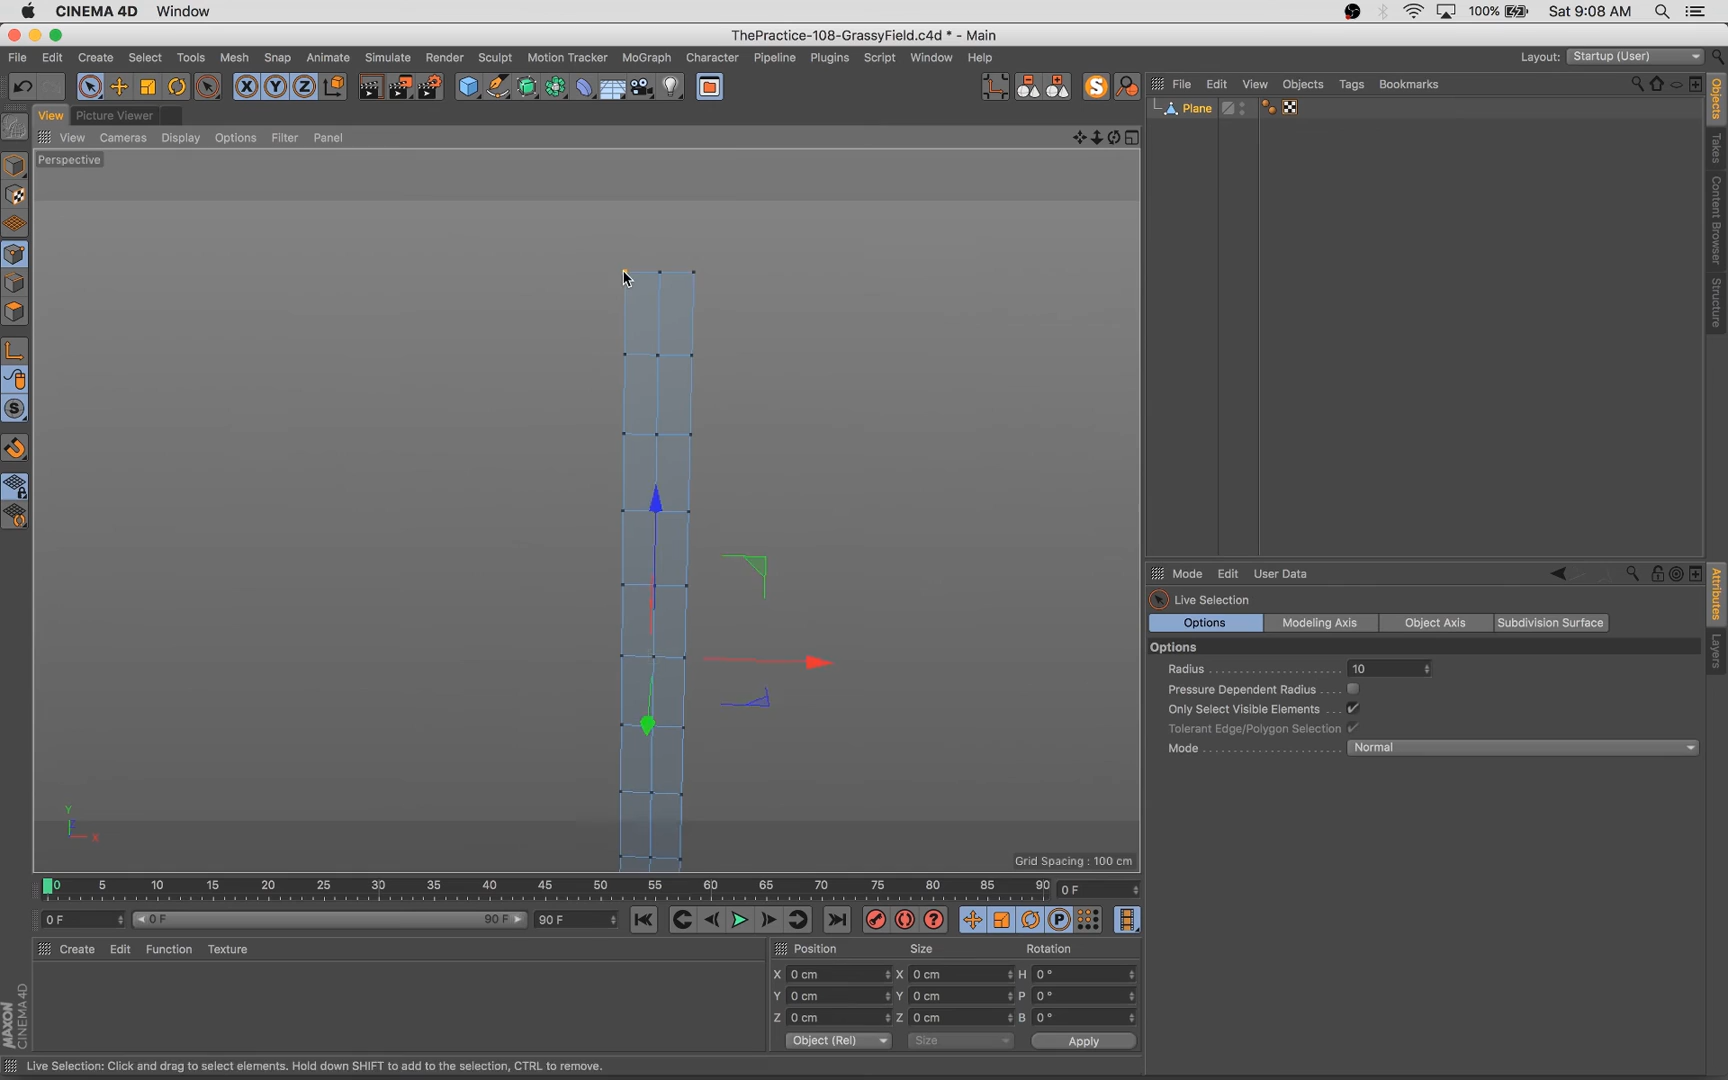 CINEMA 4D Window 100% Sat 9:08 AM
ThePractice-108-GrassyField.c4d * - Main
File Edit Create Select Tools Mesh Snap Animate Simulate Render Sculpt Motion Tracker MoGraph Character Pipeline Plugins Script Window Help Layout: Startup (User)
X Y Z S
File Edit View Objects Tags Bookmarks
View Picture Viewer
View Cameras Display Options Filter Panel
Perspective
Plane
Objects
Takes
Content Browser
Structure
Mode Edit User Data
Live Selection
Options Modeling Axis Object Axis Subdivision Surface
Options
Radius 10
Pressure Dependent Radius
Only Select Visible Elements
Tolerant Edge/Polygon Selection
Mode Normal
Attributes
Layers
S
Y
Z
X
Grid Spacing : 100 cm
0 5 10 15 20 25 30 35 40 45 50 55 60 65 70 75 80 85 90 0 F
0 F 0 F 90 F 90 F ? P
Create Edit Function Texture
Position Size Rotation
X 0 cm X 0 cm H 0 °
Y 0 cm Y 0 cm P 0 °
Z 0 cm Z 0 cm B 0 °
Object (Rel) Size Apply
MAXON
CINEMA 4D
Live Selection: Click and drag to select elements. Hold down SHIFT to add to the selection, CTRL to remove.